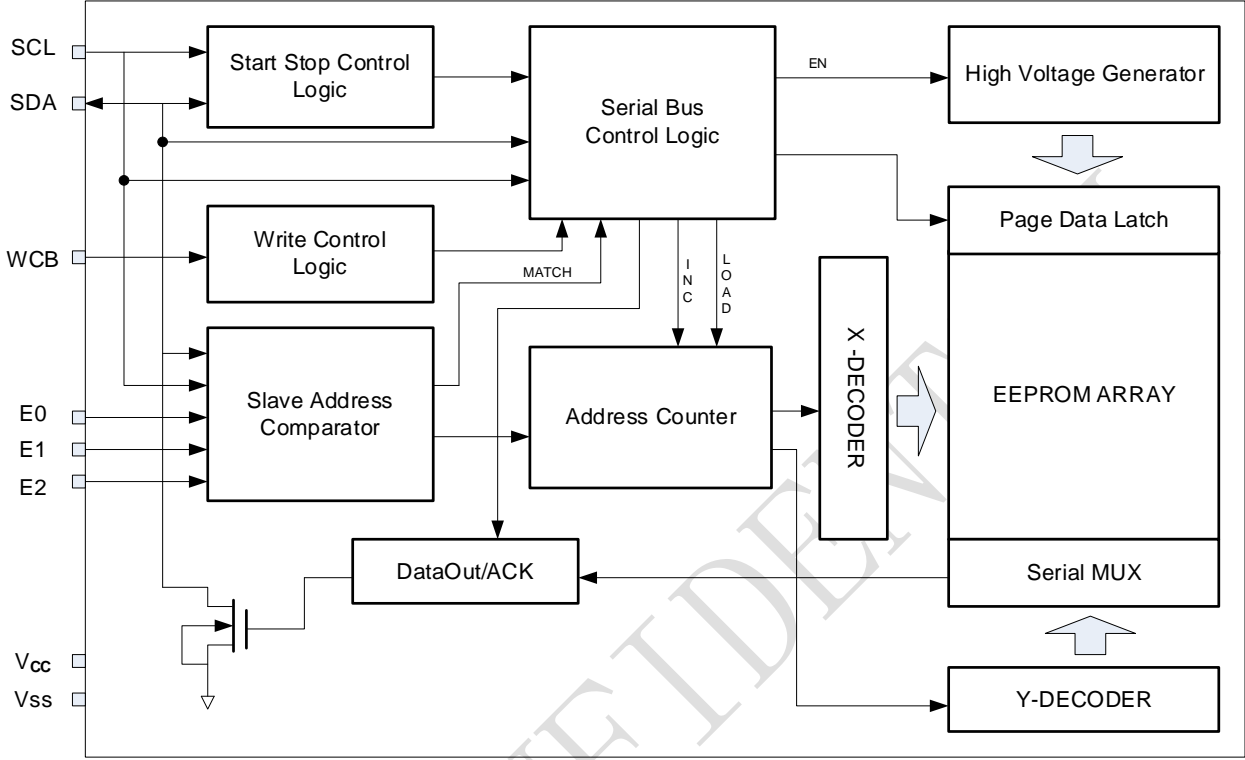 SCL
SDA
WCB
E0
E1
E2
Vcc
Vss
Start Stop Control
Logic
Write Control
Logic
Slave Address
Comparator
Serial Bus
Control Logic
EN
MATCH
INC
LOAD
Address Counter
DataOut/ACK
X -DECODER
High Voltage Generator
Page Data Latch
EEPROM ARRAY
Serial MUX
Y-DECODER